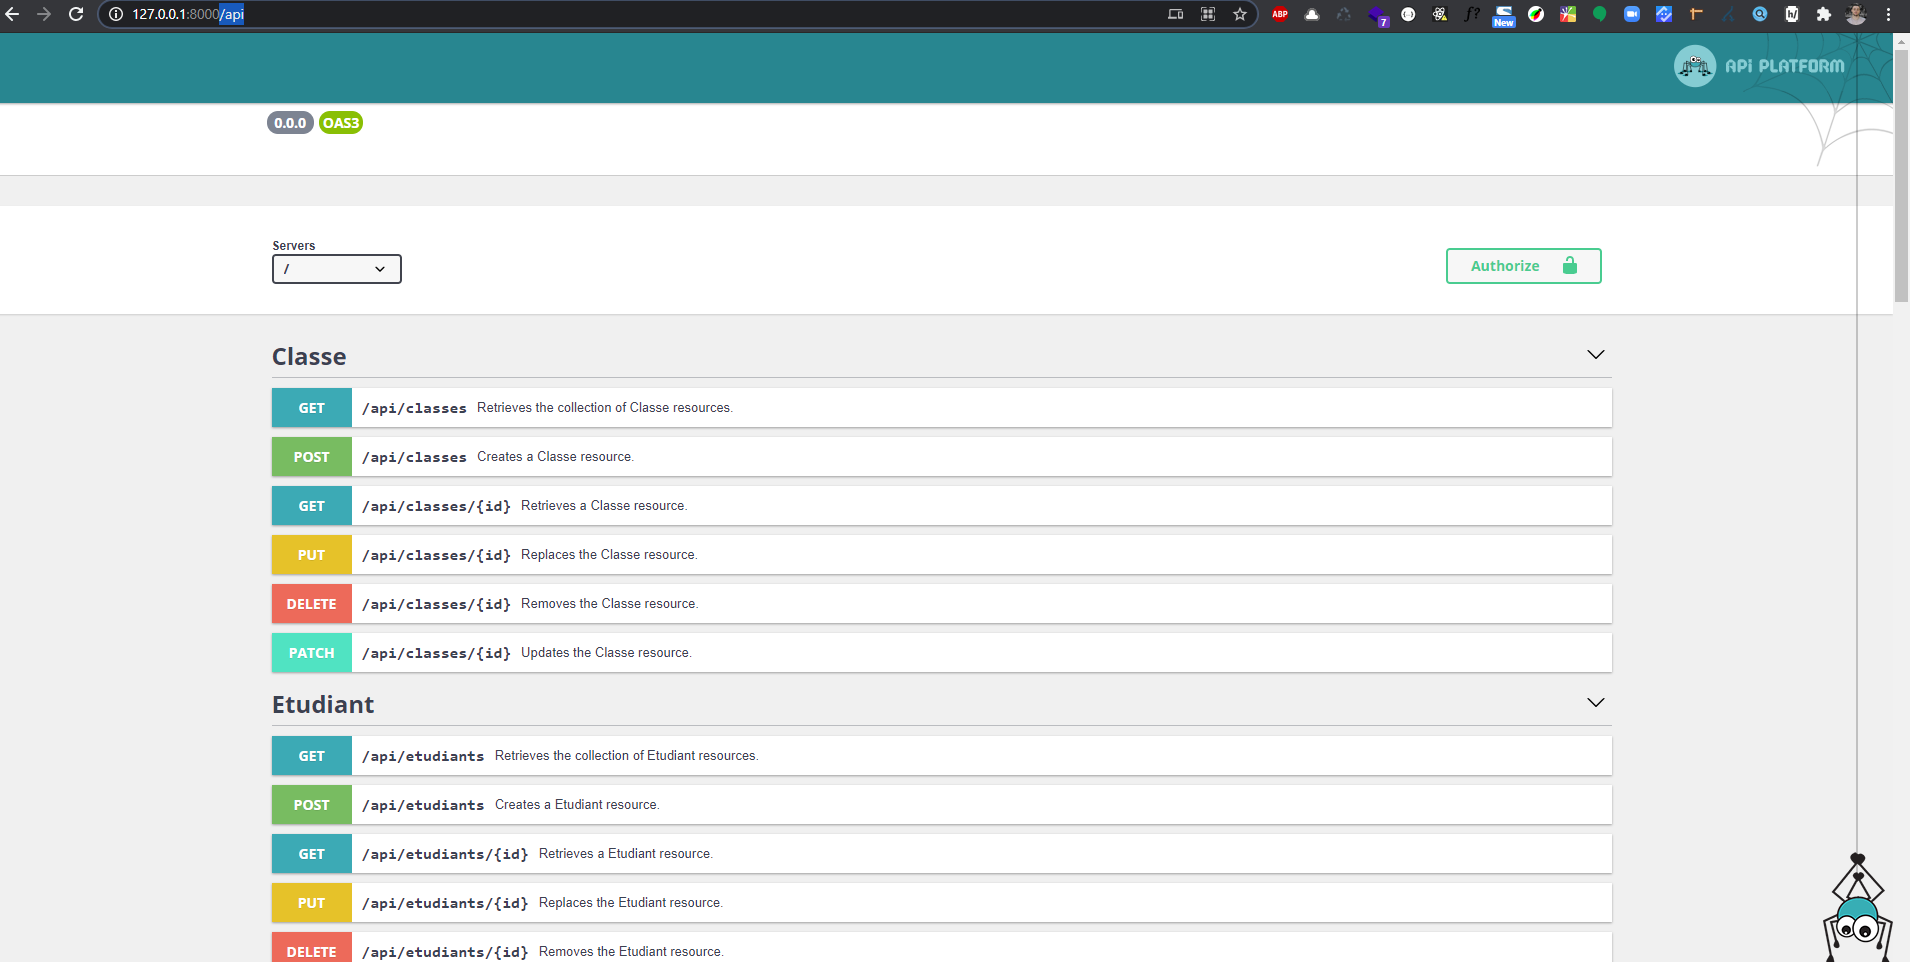 127.0.0.1:8000/api
ABP
7
f?
New
h/
API PLATFORM
0.0.0 OAS3
Servers
/
Authorize
Classe
GET /api/classes Retrieves the collection of Classe resources.
POST /api/classes Creates a Classe resource.
GET /api/classes/{id} Retrieves a Classe resource.
PUT /api/classes/{id} Replaces the Classe resource.
DELETE /api/classes/{id} Removes the Classe resource.
PATCH /api/classes/{id} Updates the Classe resource.
Etudiant
GET /api/etudiants Retrieves the collection of Etudiant resources.
POST /api/etudiants Creates a Etudiant resource.
GET /api/etudiants/{id} Retrieves a Etudiant resource.
PUT /api/etudiants/{id} Replaces the Etudiant resource.
DELETE /api/etudiants/{id} Removes the Etudiant resource.